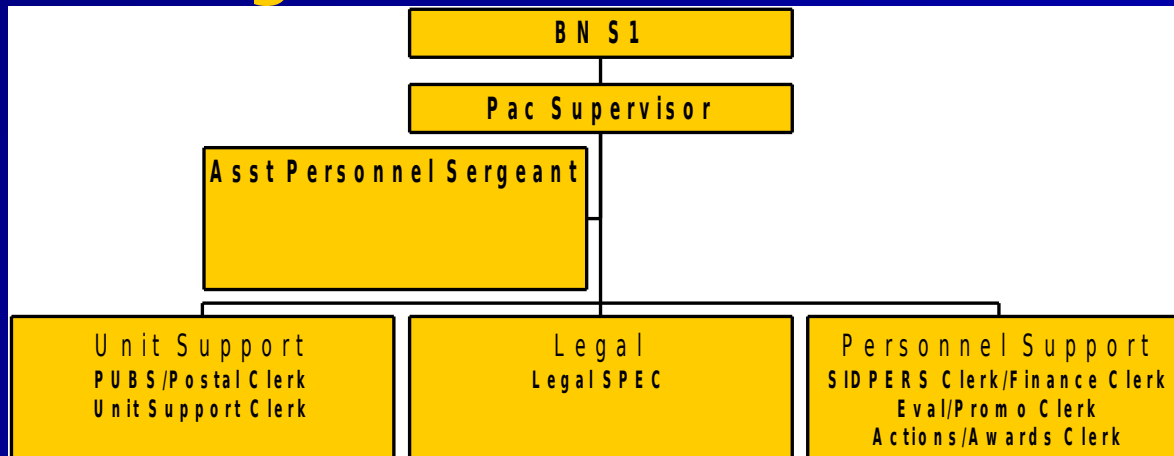 BN S1
Pac Supervisor
Asst Personnel Sergeant
Unit Support
PUBS/Postal Clerk
Unit Support Clerk
Legal
Legal SPEC
Personnel Support
SIDPERS Clerk/Finance Clerk
Eval/Promo Clerk
Actions/Awards Clerk